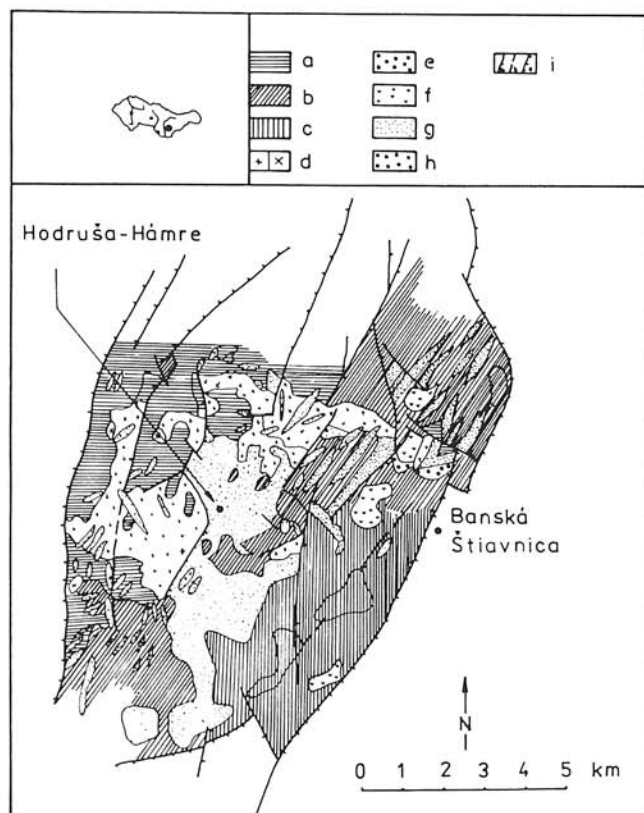 a e i
b f
c g
d h
Hodruša-Hámre
Banská
Štiavnica
N
0 1 2 3 4 5 km